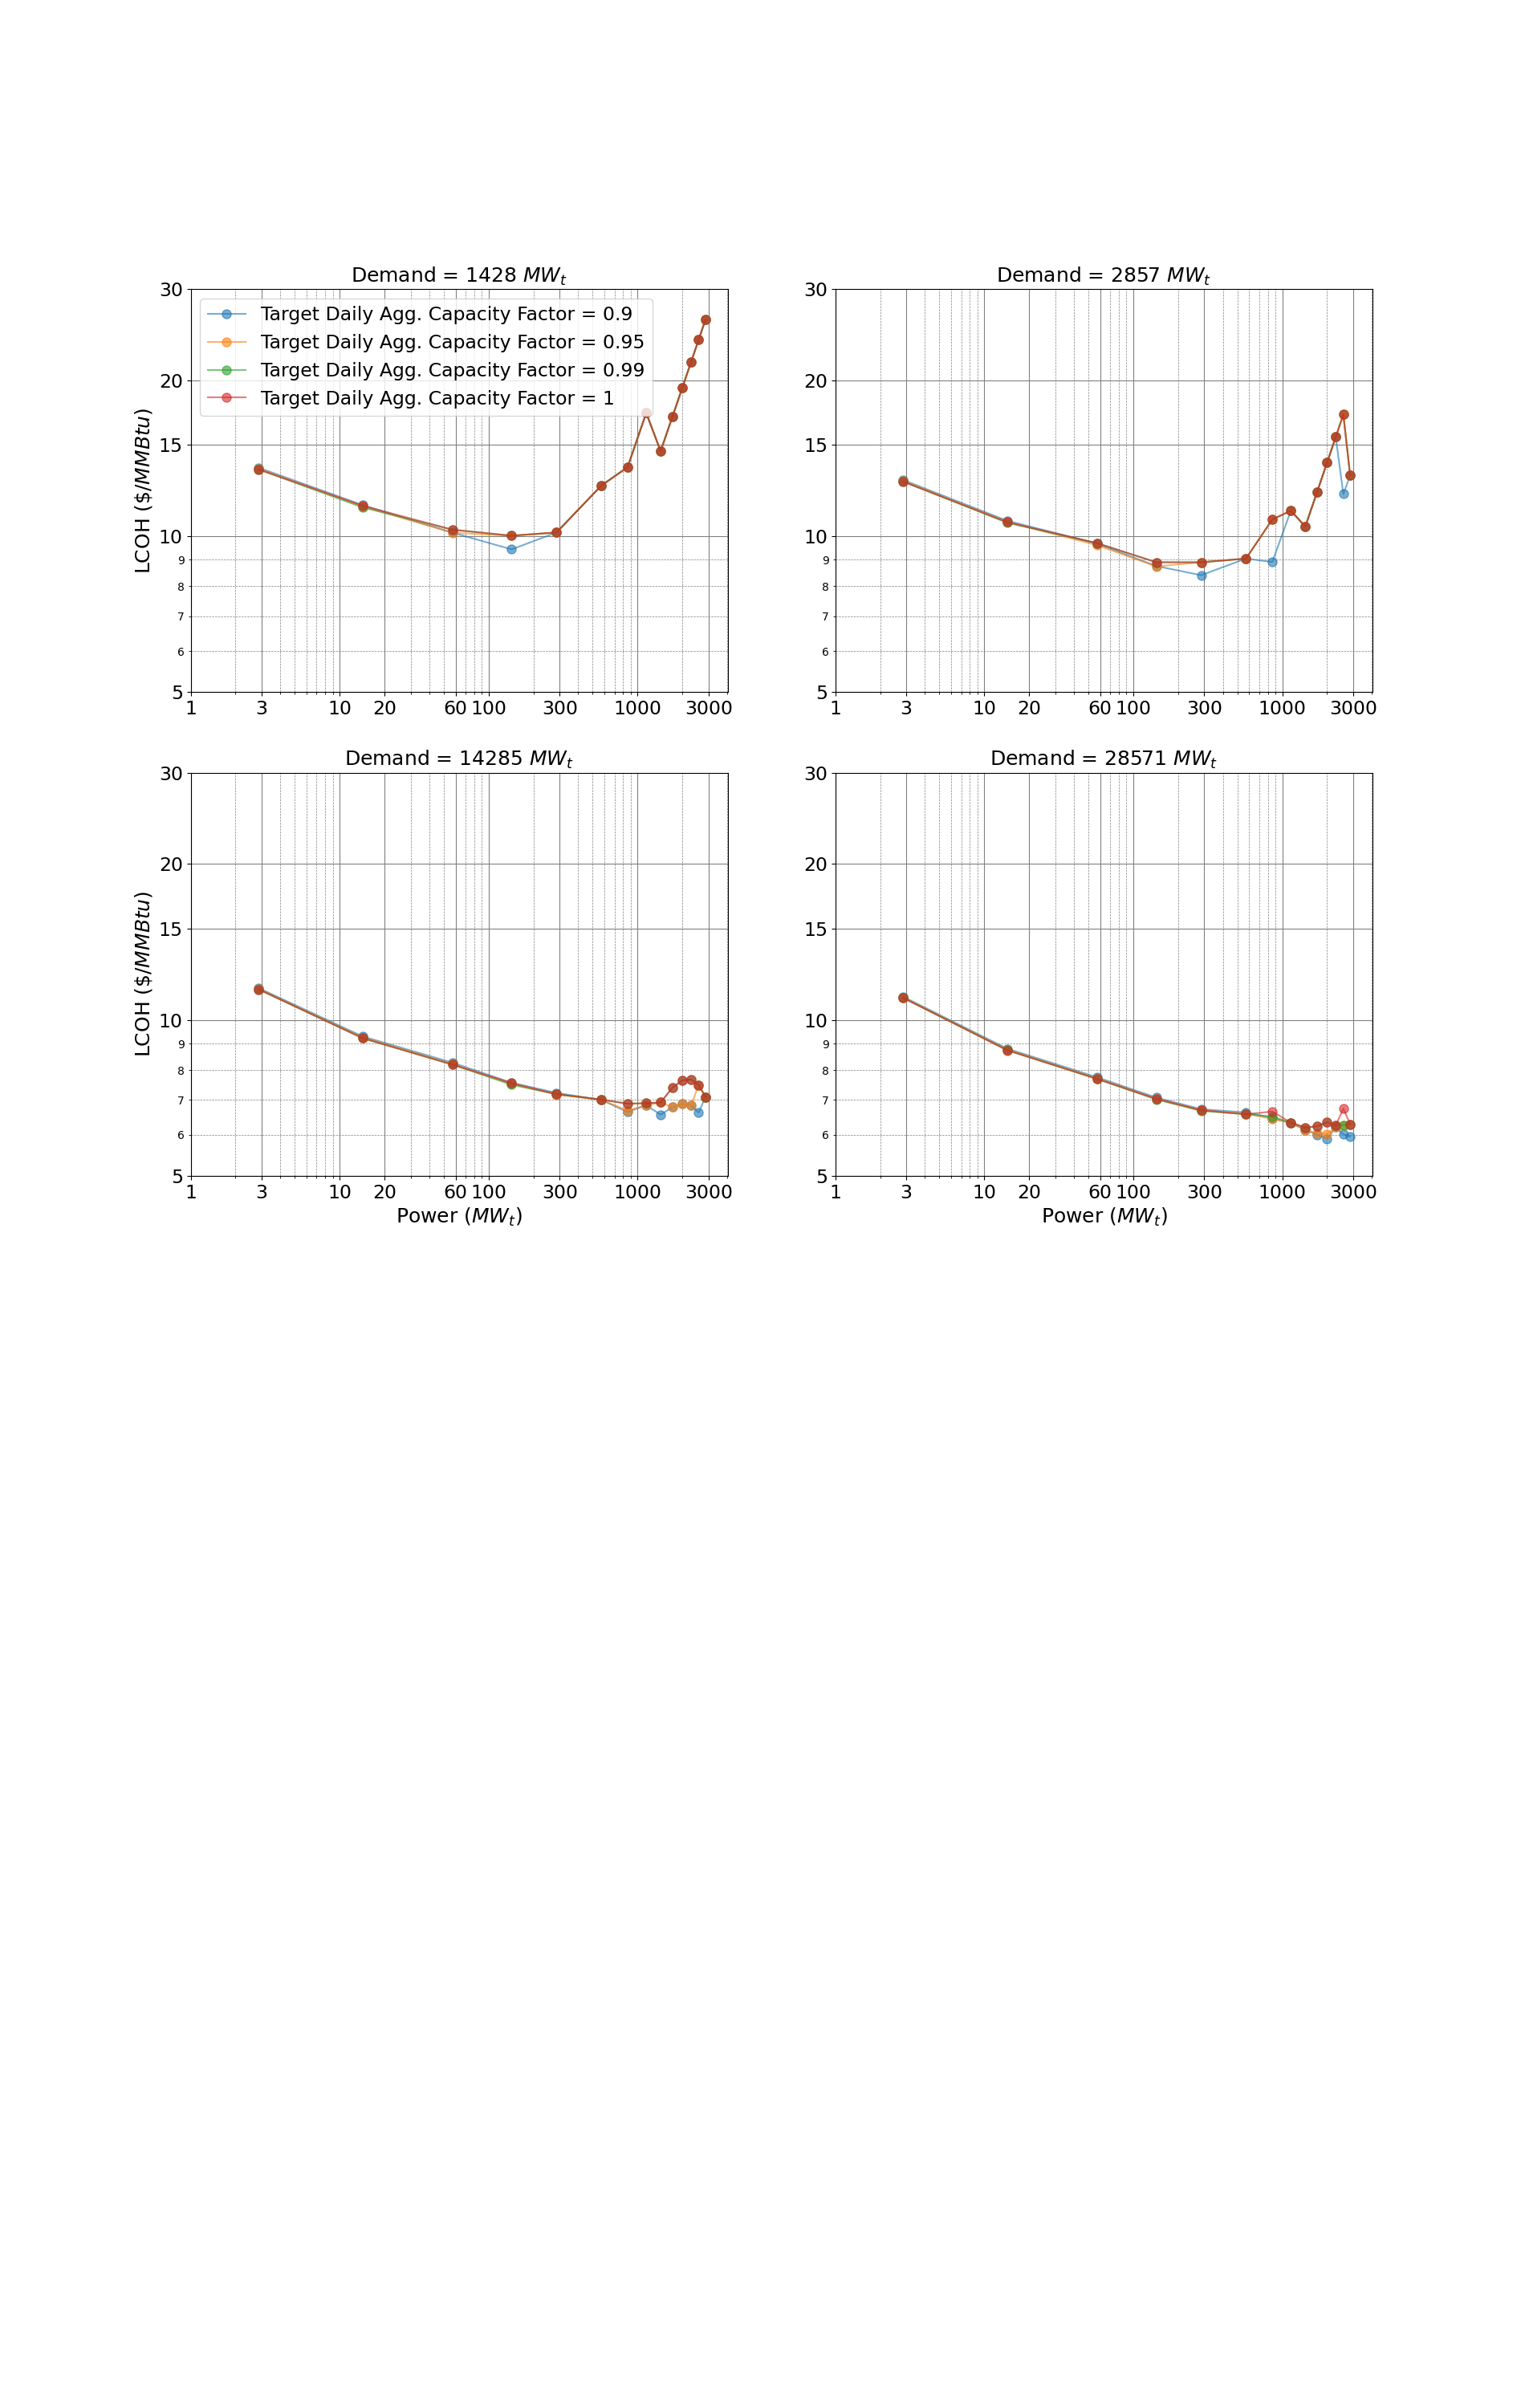 Demand = 1428 MWt
30
20
15
10
9
8
7
6
5
LCOH ($/MMBtu)
Target Daily Agg. Capacity Factor = 0.9
Target Daily Agg. Capacity Factor = 0.95
Target Daily Agg. Capacity Factor = 0.99
Target Daily Agg. Capacity Factor = 1
1 3 10 20 60 100 300 1000 3000
Demand = 2857 MWt
30
20
15
10
9
8
7
6
5
1 3 10 20 60 100 300 1000 3000
Demand = 14285 MWt
30
20
15
10
9
8
7
6
5
LCOH ($/MMBtu)
1 3 10 20 60 100 300 1000 3000
Power (MWt)
Demand = 28571 MWt
30
20
15
10
9
8
7
6
5
1 3 10 20 60 100 300 1000 3000
Power (MWt)